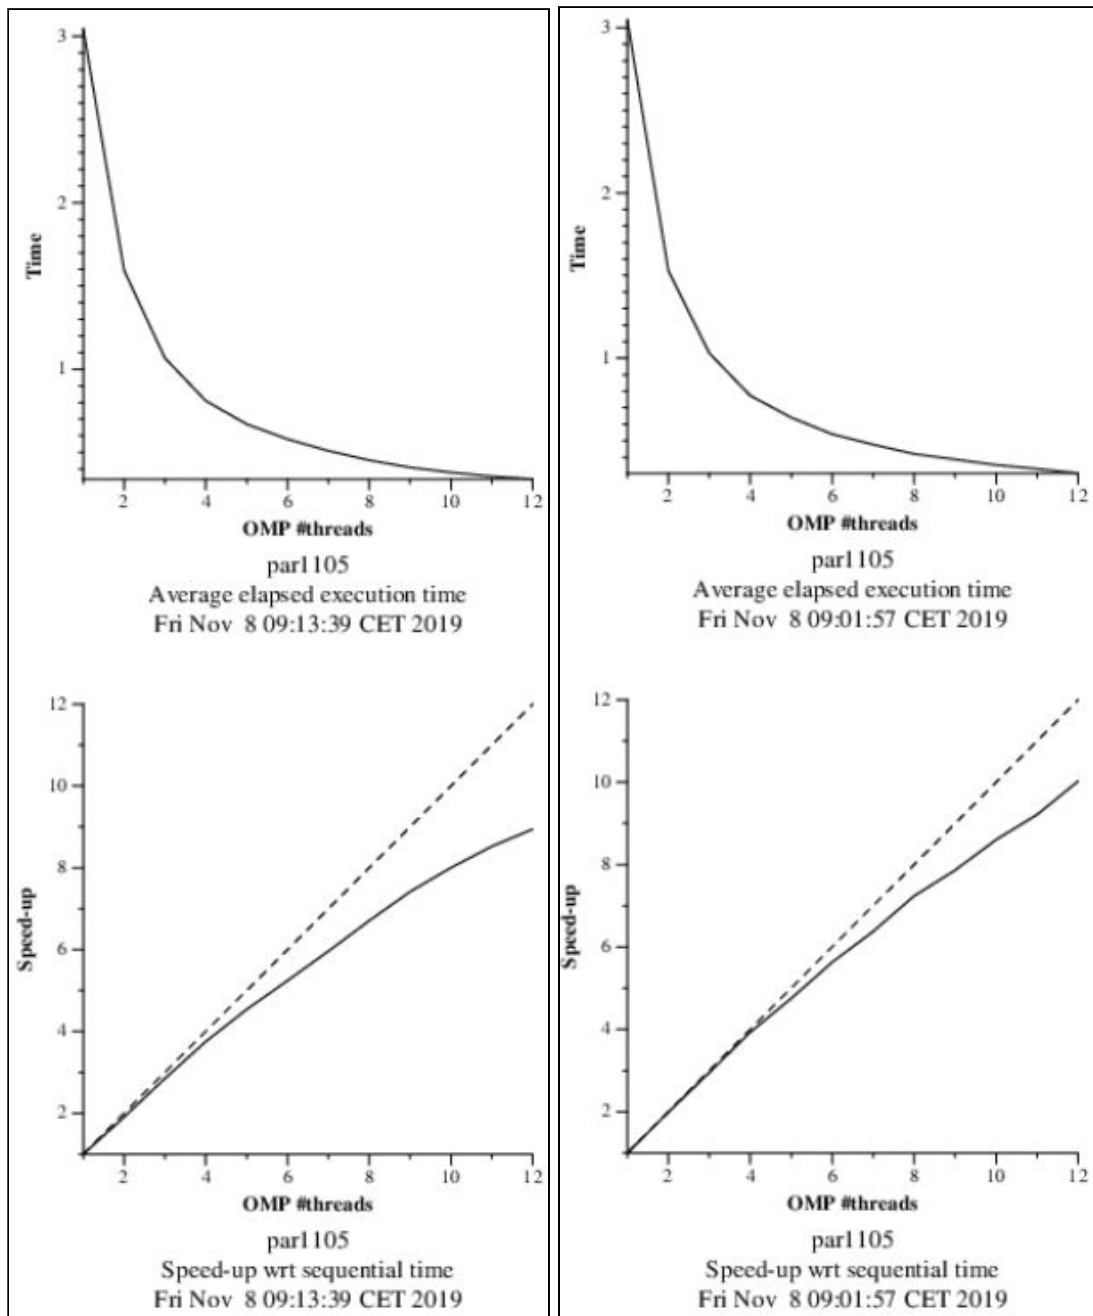 3
2
1
Time
2
4
6
8
10
12
OMP #threads
par1105
Average elapsed execution time
Fri Nov 8 09:13:39 CET 2019
12
10
8
6
4
2
Speed-up
2
4
6
8
10
12
OMP #threads
par1105
Speed-up wrt sequential time
Fri Nov 8 09:13:39 CET 2019
3
2
1
Time
2
4
6
8
10
12
OMP #threads
par1105
Average elapsed execution time
Fri Nov 8 09:01:57 CET 2019
12
10
8
6
4
2
Speed-up
2
4
6
8
10
12
OMP #threads
par1105
Speed-up wrt sequential time
Fri Nov 8 09:01:57 CET 2019